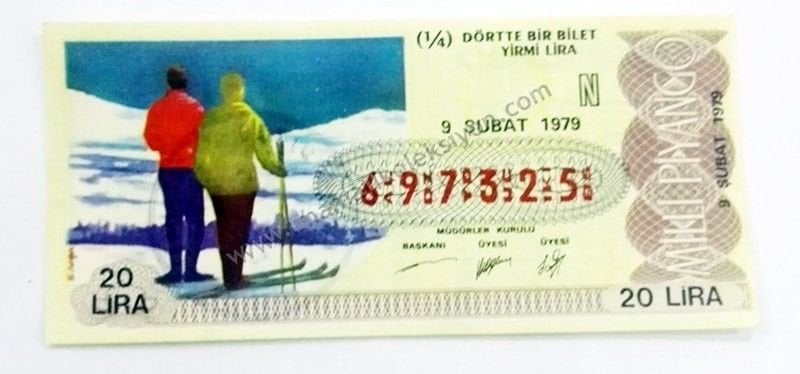 (1/4) DÖRTTE BİR BİLET
YİRMİ LİRA
N
9 ŞUBAT 1979
6 9 7 3 2 5
MÜDÜRLER KURULU
BAŞKANI ÜYESİ ÜYESİ
20
LİRA
20 LİRA
MİLLİ PİYANGO
9 ŞUBAT 1979